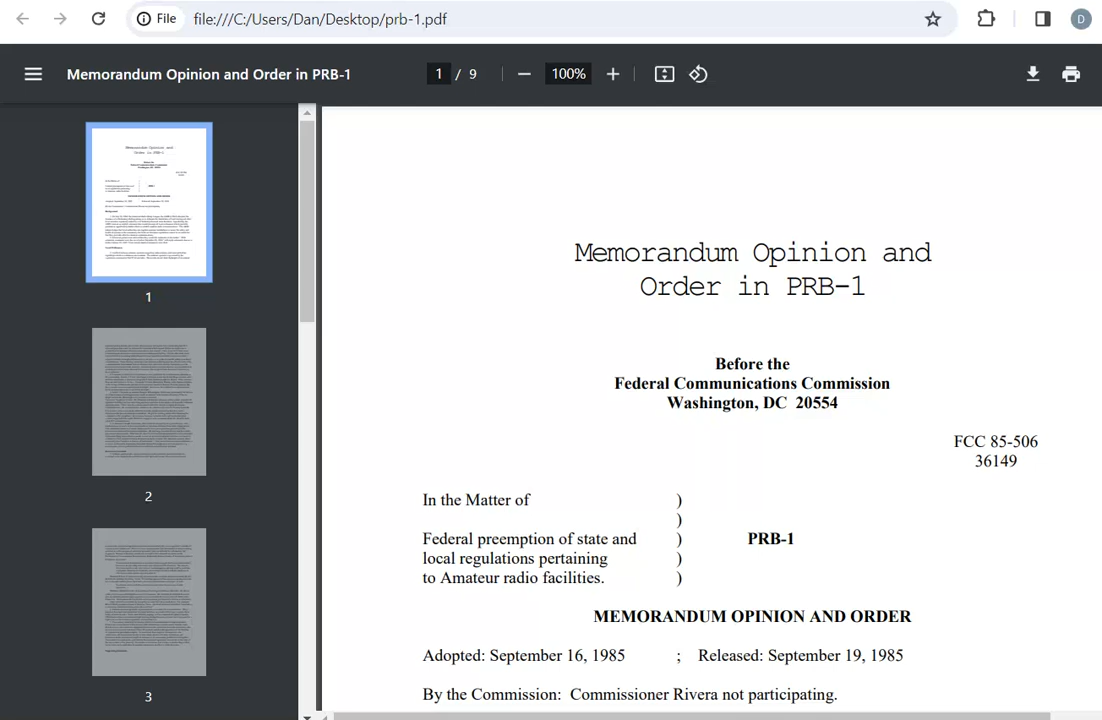 File file:///C:/Users/Dan/Desktop/prb-1.pdf D
Memorandum Opinion and Order in PRB-1 1 / 9 100%
1
2
3
Memorandum Opinion and
Order in PRB-1
Before the
Federal Communications Commission
Washington, DC 20554
FCC 85-506
36149
In the Matter of )
)
Federal preemption of state and ) PRB-1
local regulations pertaining )
to Amateur radio facilities. )
MEMORANDUM OPINION AND ORDER
Adopted: September 16, 1985 ; Released: September 19, 1985
By the Commission: Commissioner Rivera not participating.